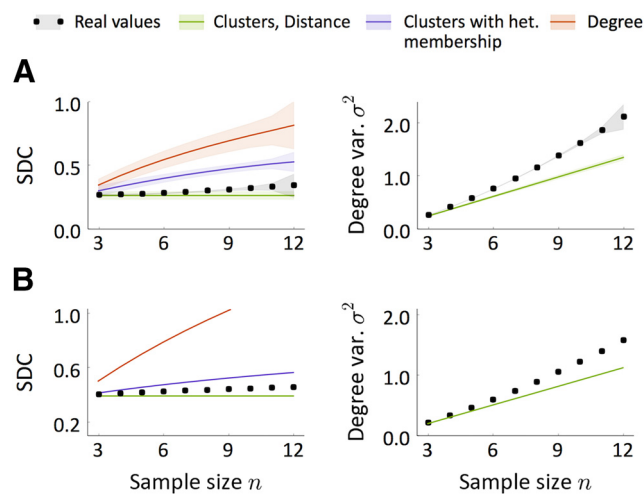 Real values
Clusters, Distance
Clusters with het.
membership
Degree
A
SDC
1.0
0.5
0.0
3
6
9
12
Degree var. σ²
2.0
1.0
0.0
3
6
9
12
B
SDC
1.0
0.6
0.2
3
6
9
12
Sample size n
Degree var. σ²
2.0
1.0
0.0
3
6
9
12
Sample size n